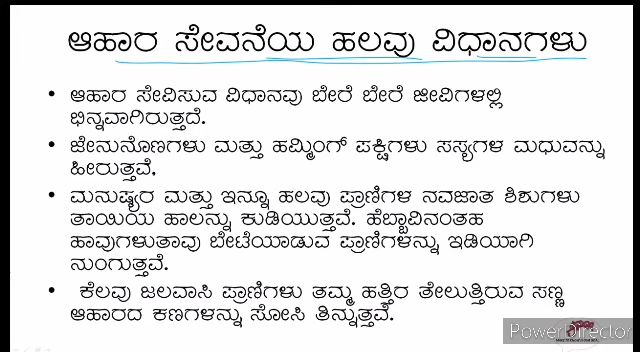 ಆಹಾರ ಸೇವನೆಯ ಹಲವು ವಿಧಾನಗಳು
• ಆಹಾರ ಸೇವಿಸುವ ವಿಧಾನವು ಬೇರೆ ಬೇರೆ ಜೀವಿಗಳಲ್ಲಿ
ಭಿನ್ನವಾಗಿರುತ್ತದೆ.
• ಜೇನುನೊಣಗಳು ಮತ್ತು ಹಮ್ಮಿಂಗ್ ಪಕ್ಷಿಗಳು ಸಸ್ಯಗಳ ಮಧುವನ್ನು
ಹೀರುತ್ತವೆ.
• ಮನುಷ್ಯರ ಮತ್ತು ಇನ್ನೂ ಹಲವು ಪ್ರಾಣಿಗಳ ನವಜಾತ ಶಿಶುಗಳು
ತಾಯಿಯ ಹಾಲನ್ನು ಕುಡಿಯುತ್ತವೆ. ಹೆಬ್ಬಾವಿನಂತಹ
ಹಾವುಗಳುತಾವು ಬೇಟೆಯಾಡುವ ಪ್ರಾಣಿಗಳನ್ನು ಇಡಿಯಾಗಿ
ನುಂಗುತ್ತವೆ.
• ಕೆಲವು ಜಲವಾಸಿ ಪ್ರಾಣಿಗಳು ತಮ್ಮ ಹತ್ತಿರ ತೇಲುತ್ತಿರುವ ಸಣ್ಣ
ಆಹಾರದ ಕಣಗಳನ್ನು ಸೋಸಿ ತಿನ್ನುತ್ತವೆ.
PowerDirector